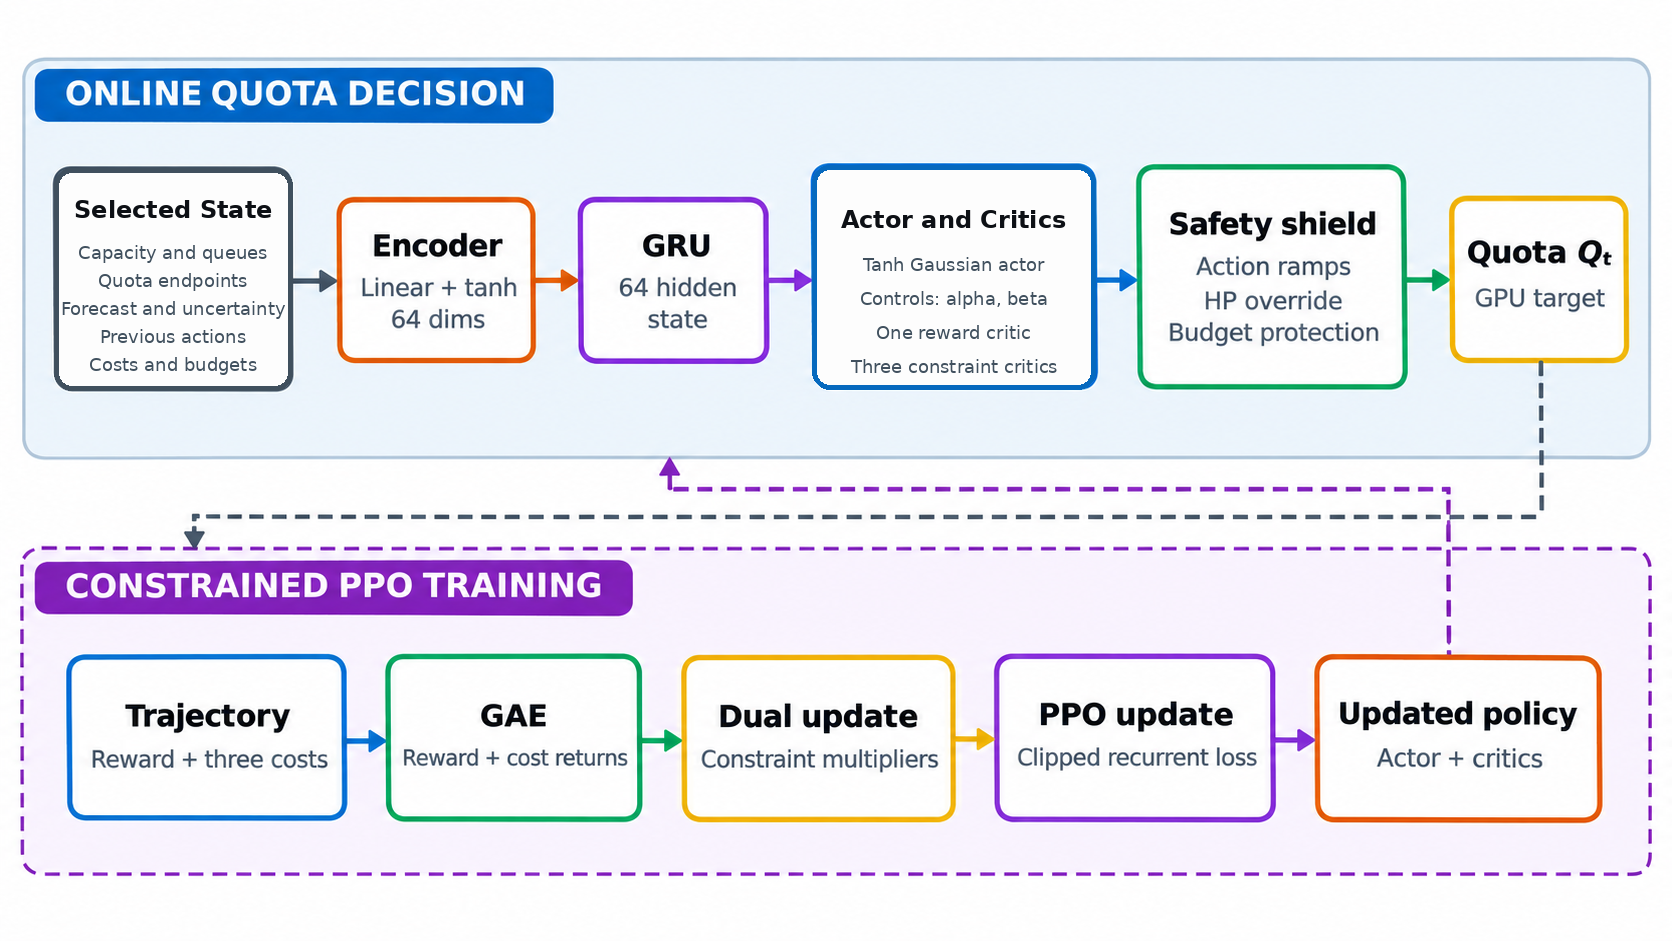 ONLINE QUOTA DECISION
Selected State
Capacity and queues
Quota endpoints
Forecast and uncertainty
Previous actions
Costs and budgets
Encoder
Linear + tanh
64 dims
GRU
64 hidden
state
Actor and Critics
Tanh Gaussian actor
Controls: alpha, beta
One reward critic
Three constraint critics
Safety shield
Action ramps
HP override
Budget protection
Quota Qt
GPU target
CONSTRAINED PPO TRAINING
Trajectory
Reward + three costs
GAE
Reward + cost returns
Dual update
Constraint multipliers
PPO update
Clipped recurrent loss
Updated policy
Actor + critics